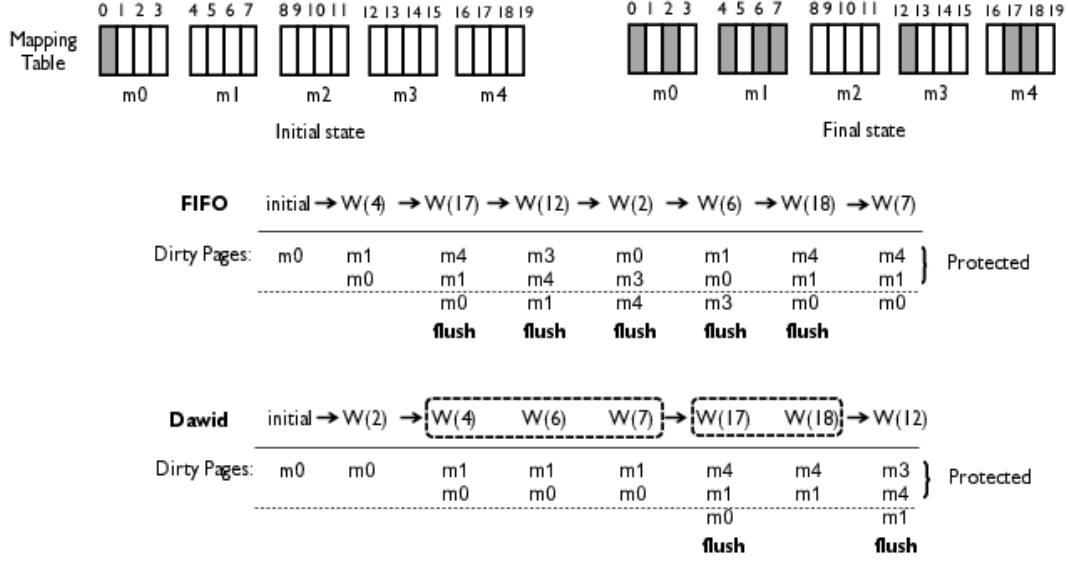 0 1 2 3 4 5 6 7 8 9 10 11 12 13 14 15 16 17 18 19 0 1 2 3 4 5 6 7 8 9 10 11 12 13 14 15 16 17 18 19
Mapping
Table
m0 m1 m2 m3 m4 m0 m1 m2 m3 m4
Initial state Final state
FIFO initial → W(4) → W(17) → W(12) → W(2) → W(6) → W(18) → W(7)
Dirty Pages: m0 m1 m4 m3 m0 m1 m4 m4
m0 m1 m4 m3 m0 m1 m1
Protected
m0 m1 m4 m3 m0 m0
flush flush flush flush flush
Dawid initial → W(2) → W(4) W(6) W(7) → W(17) W(18) → W(12)
Dirty Pages: m0 m0 m1 m1 m1 m4 m4 m3
m0 m0 m0 m1 m1 m4
Protected
m0 m1
flush flush